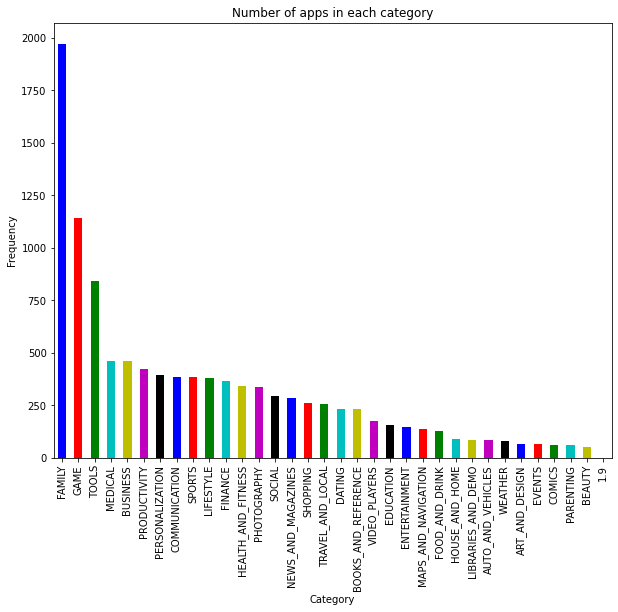 Number of apps in each category
Frequency
2000
1750
1500
1250
1000
750
500
250
0
FAMILY
GAME
TOOLS
MEDICAL
BUSINESS
PRODUCTIVITY
PERSONALIZATION
COMMUNICATION
SPORTS
LIFESTYLE
FINANCE
HEALTH_AND_FITNESS
PHOTOGRAPHY
SOCIAL
NEWS_AND_MAGAZINES
SHOPPING
TRAVEL_AND_LOCAL
DATING
BOOKS_AND_REFERENCE
VIDEO_PLAYERS
EDUCATION
ENTERTAINMENT
MAPS_AND_NAVIGATION
FOOD_AND_DRINK
HOUSE_AND_HOME
LIBRARIES_AND_DEMO
AUTO_AND_VEHICLES
WEATHER
ART_AND_DESIGN
EVENTS
COMICS
PARENTING
BEAUTY
1.9
Category